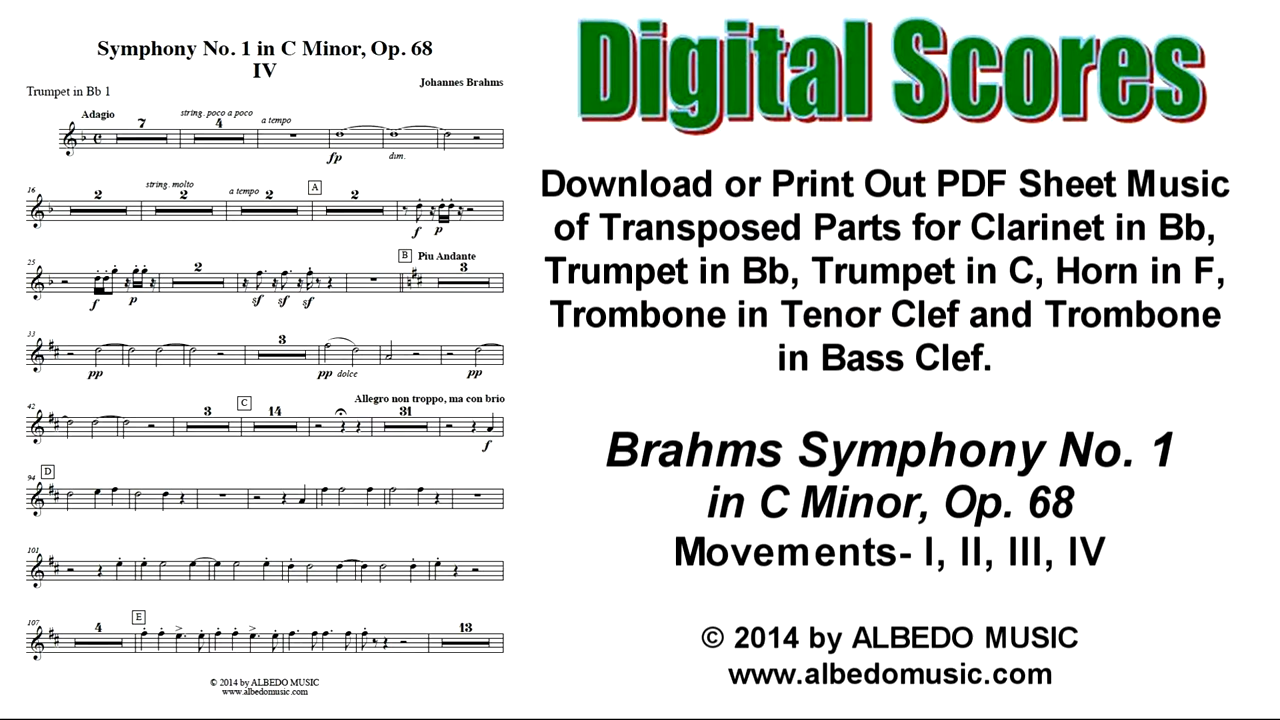 Symphony No. 1 in C Minor, Op. 68
IV
Johannes Brahms
Trumpet in Bb 1
Adagio
7
string. poco a poco
4
a tempo
fp
dim.
16
2
string. molto
2
a tempo
2
A
2
f
p
25
f
p
2
sf
sf
sf
B
Piu Andante
3
33
pp
3
pp
dolce
pp
42
3
C
14
Allegro non troppo, ma con brio
31
f
94
D
101
107
4
E
13
© 2014 by ALBEDO MUSIC
www.albedomusic.com
Digital Scores
Download or Print Out PDF Sheet Music
of Transposed Parts for Clarinet in Bb,
Trumpet in Bb, Trumpet in C, Horn in F,
Trombone in Tenor Clef and Trombone
in Bass Clef.
Brahms Symphony No. 1
in C Minor, Op. 68
Movements- I, II, III, IV
© 2014 by ALBEDO MUSIC
www.albedomusic.com